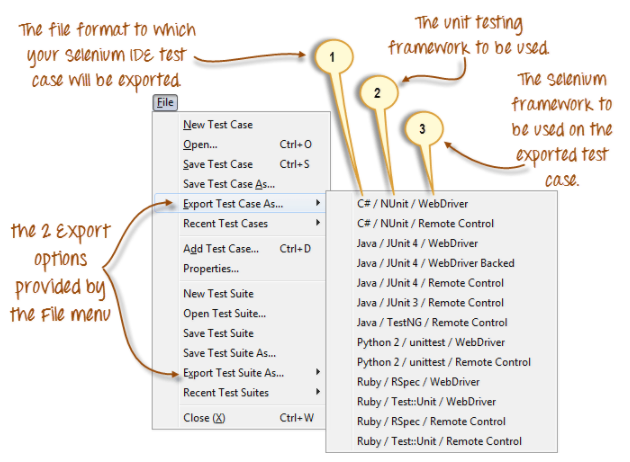 The file format to which
your Selenium IDE test
case will be exported.
1
The unit testing
framework to be used.
2
The Selenium
framework to
be used on the
exported test
case.
3
the 2 Export
options
provided by
the File menu
File
New Test Case
Open... Ctrl+O
Save Test Case Ctrl+S
Save Test Case As...
Export Test Case As...
Recent Test Cases
Add Test Case... Ctrl+D
Properties...
New Test Suite
Open Test Suite...
Save Test Suite
Save Test Suite As...
Export Test Suite As...
Recent Test Suites
Close (X) Ctrl+W
C# / NUnit / WebDriver
C# / NUnit / Remote Control
Java / JUnit 4 / WebDriver
Java / JUnit 4 / WebDriver Backed
Java / JUnit 4 / Remote Control
Java / JUnit 3 / Remote Control
Java / TestNG / Remote Control
Python 2 / unittest / WebDriver
Python 2 / unittest / Remote Control
Ruby / RSpec / WebDriver
Ruby / Test::Unit / WebDriver
Ruby / RSpec / Remote Control
Ruby / Test::Unit / Remote Control